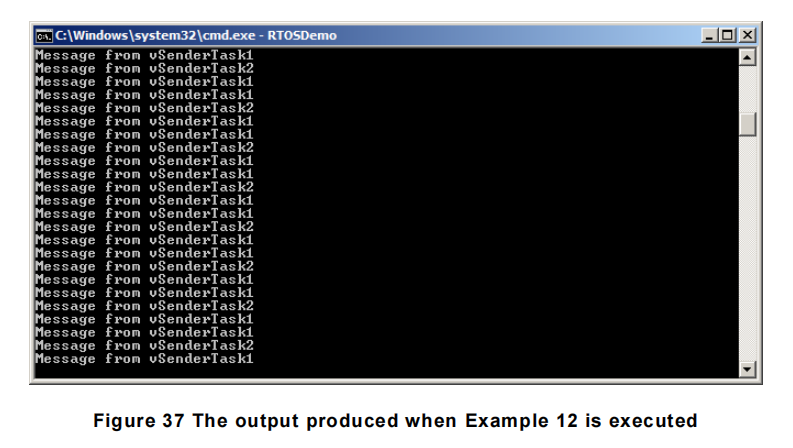 C:\Windows\system32\cmd.exe - RTOSDemo
Message from vSenderTask1
Message from vSenderTask2
Message from vSenderTask1
Message from vSenderTask1
Message from vSenderTask2
Message from vSenderTask1
Message from vSenderTask1
Message from vSenderTask2
Message from vSenderTask1
Message from vSenderTask1
Message from vSenderTask2
Message from vSenderTask1
Message from vSenderTask1
Message from vSenderTask2
Message from vSenderTask1
Message from vSenderTask1
Message from vSenderTask2
Message from vSenderTask1
Message from vSenderTask1
Message from vSenderTask2
Message from vSenderTask1
Message from vSenderTask1
Message from vSenderTask2
Message from vSenderTask1
Figure 37 The output produced when Example 12 is executed